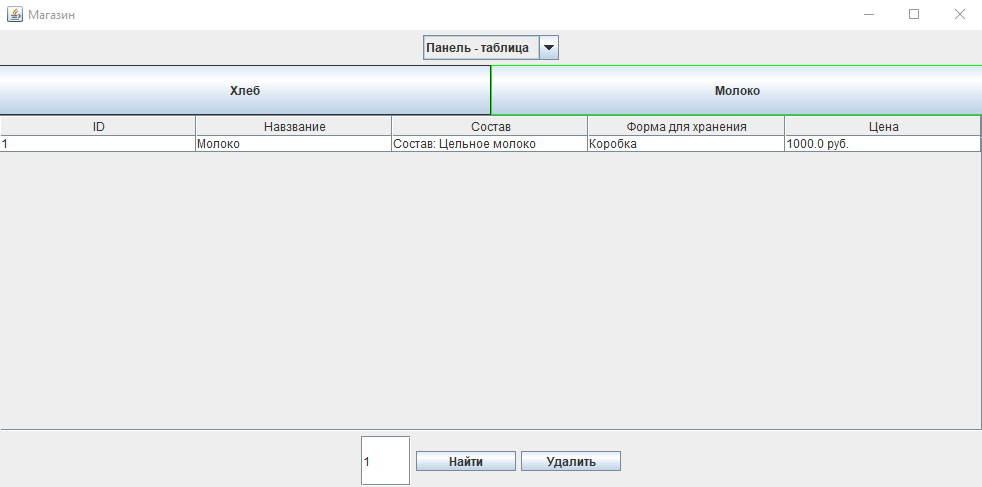 Магазин
Панель - таблица
Хлеб Молоко
ID Навзвание Состав Форма для хранения Цена
1 Молоко Состав: Цельное молоко Коробка 1000.0 руб.
1 Найти Удалить